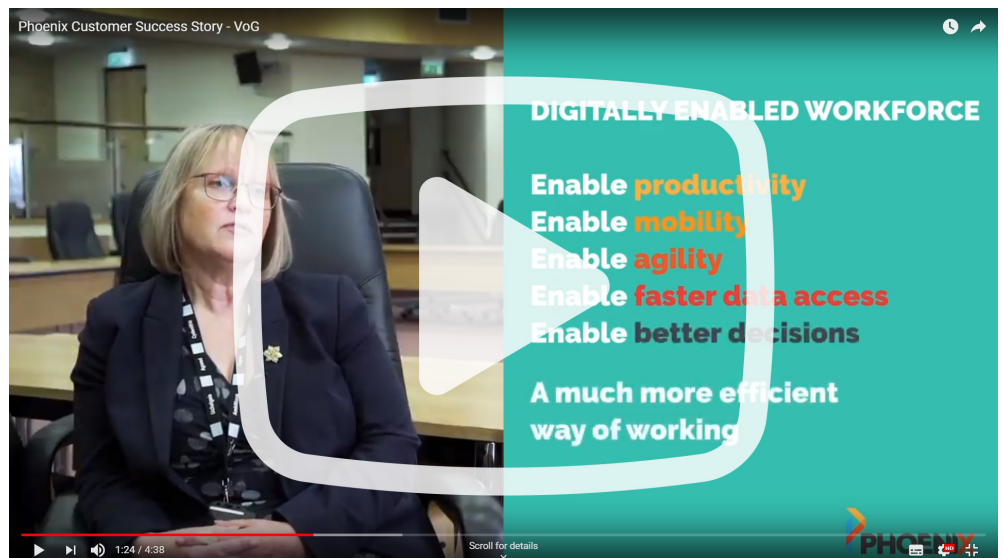 Phoenix Customer Success Story - VoG
DIGITALLY ENABLED WORKFORCE
Enable productivity
Enable mobility
Enable agility
Enable faster data access
Enable better decisions
A much more efficient
way of working
PHOENIX
1:24 / 4:38
Scroll for details
HD